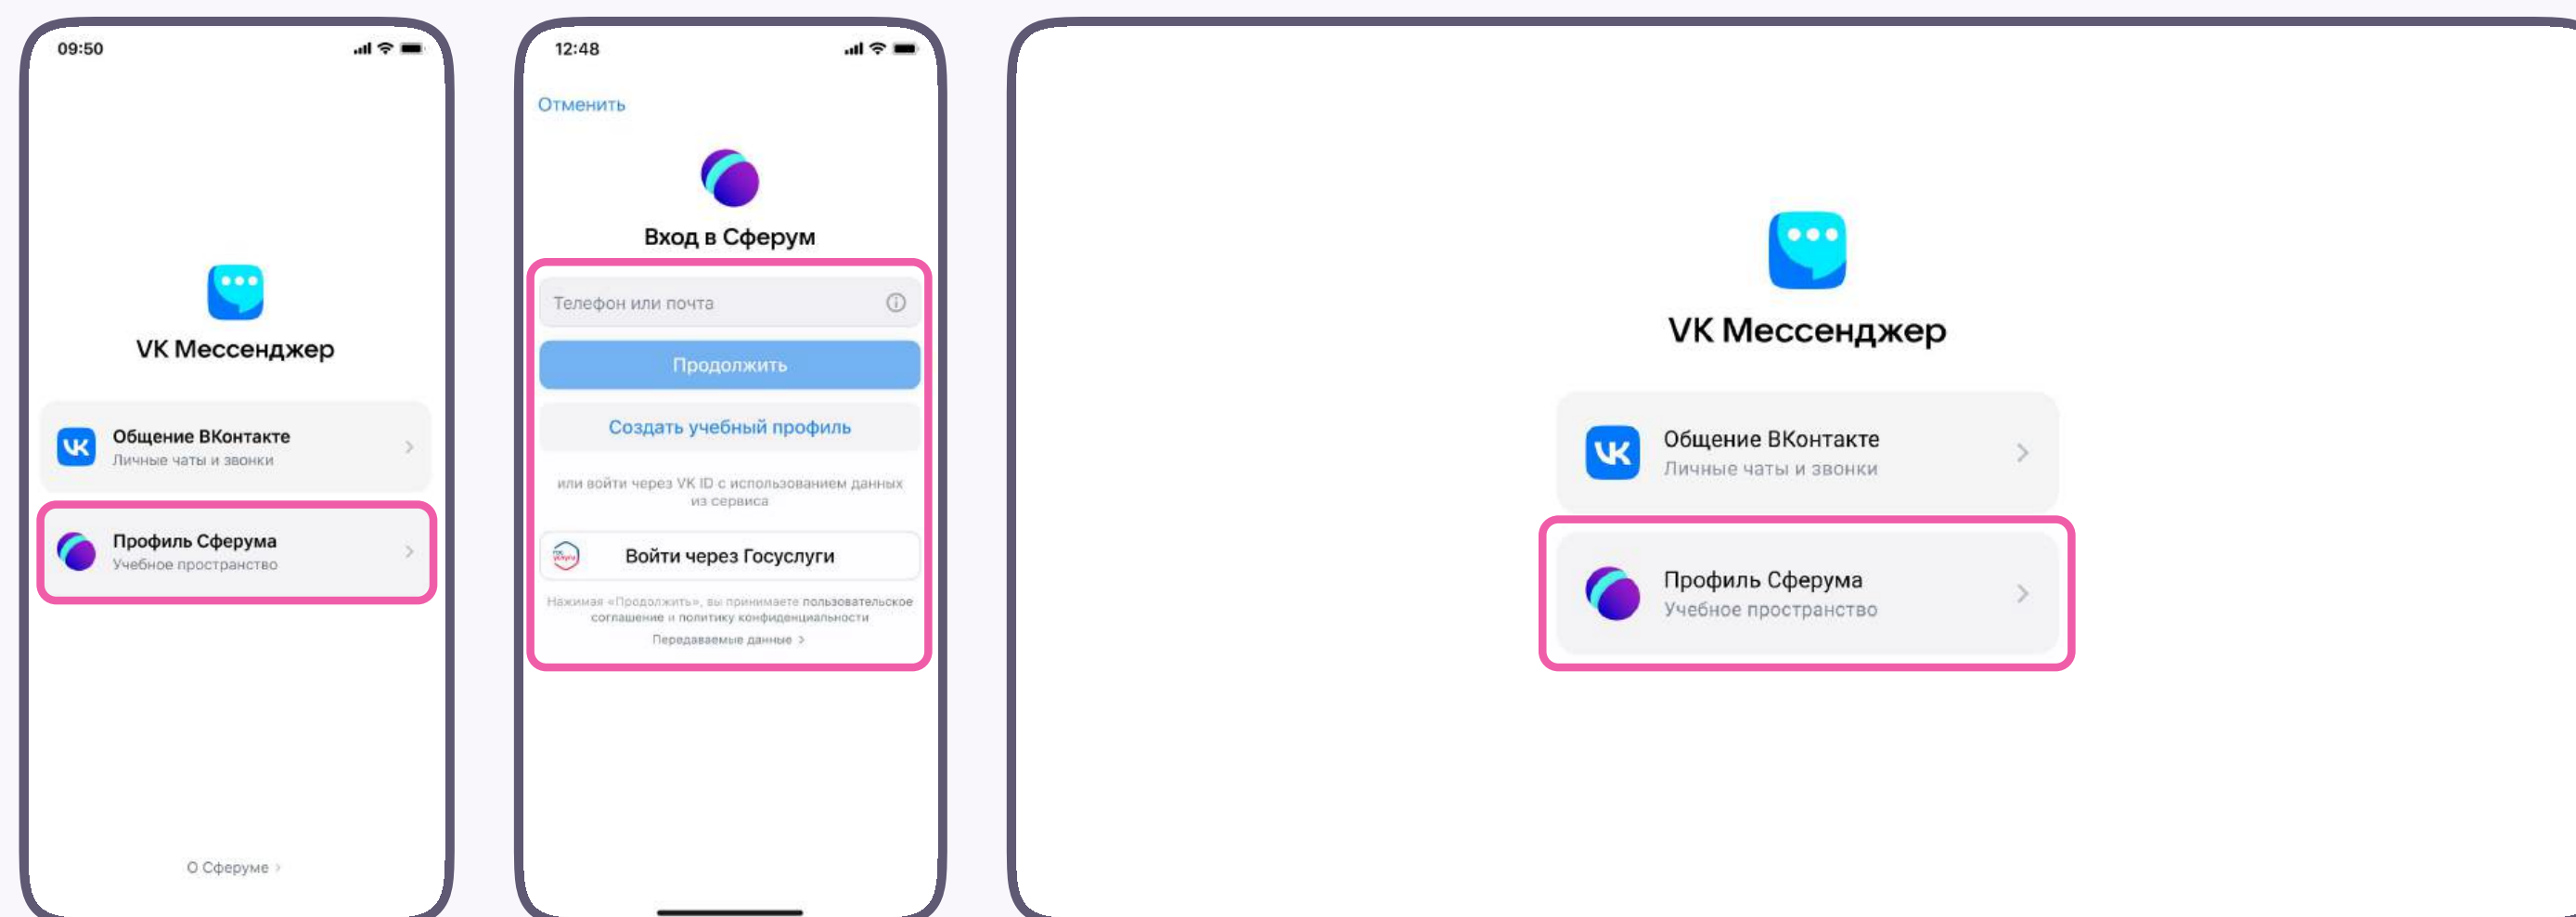 09:50
VK Мессенджер
Общение ВКонтакте
Личные чаты и звонки
Профиль Сферума
Учебное пространство
О Сферуме
12:48
Отменить
Вход в Сферум
Телефон или почта
Продолжить
Создать учебный профиль
или войти через VK ID с использованием данных
из сервиса
Войти через Госуслуги
Нажимая «Продолжить», вы принимаете пользовательское
соглашение и политику конфиденциальности
Передаваемые данные
VK Мессенджер
Общение ВКонтакте
Личные чаты и звонки
Профиль Сферума
Учебное пространство